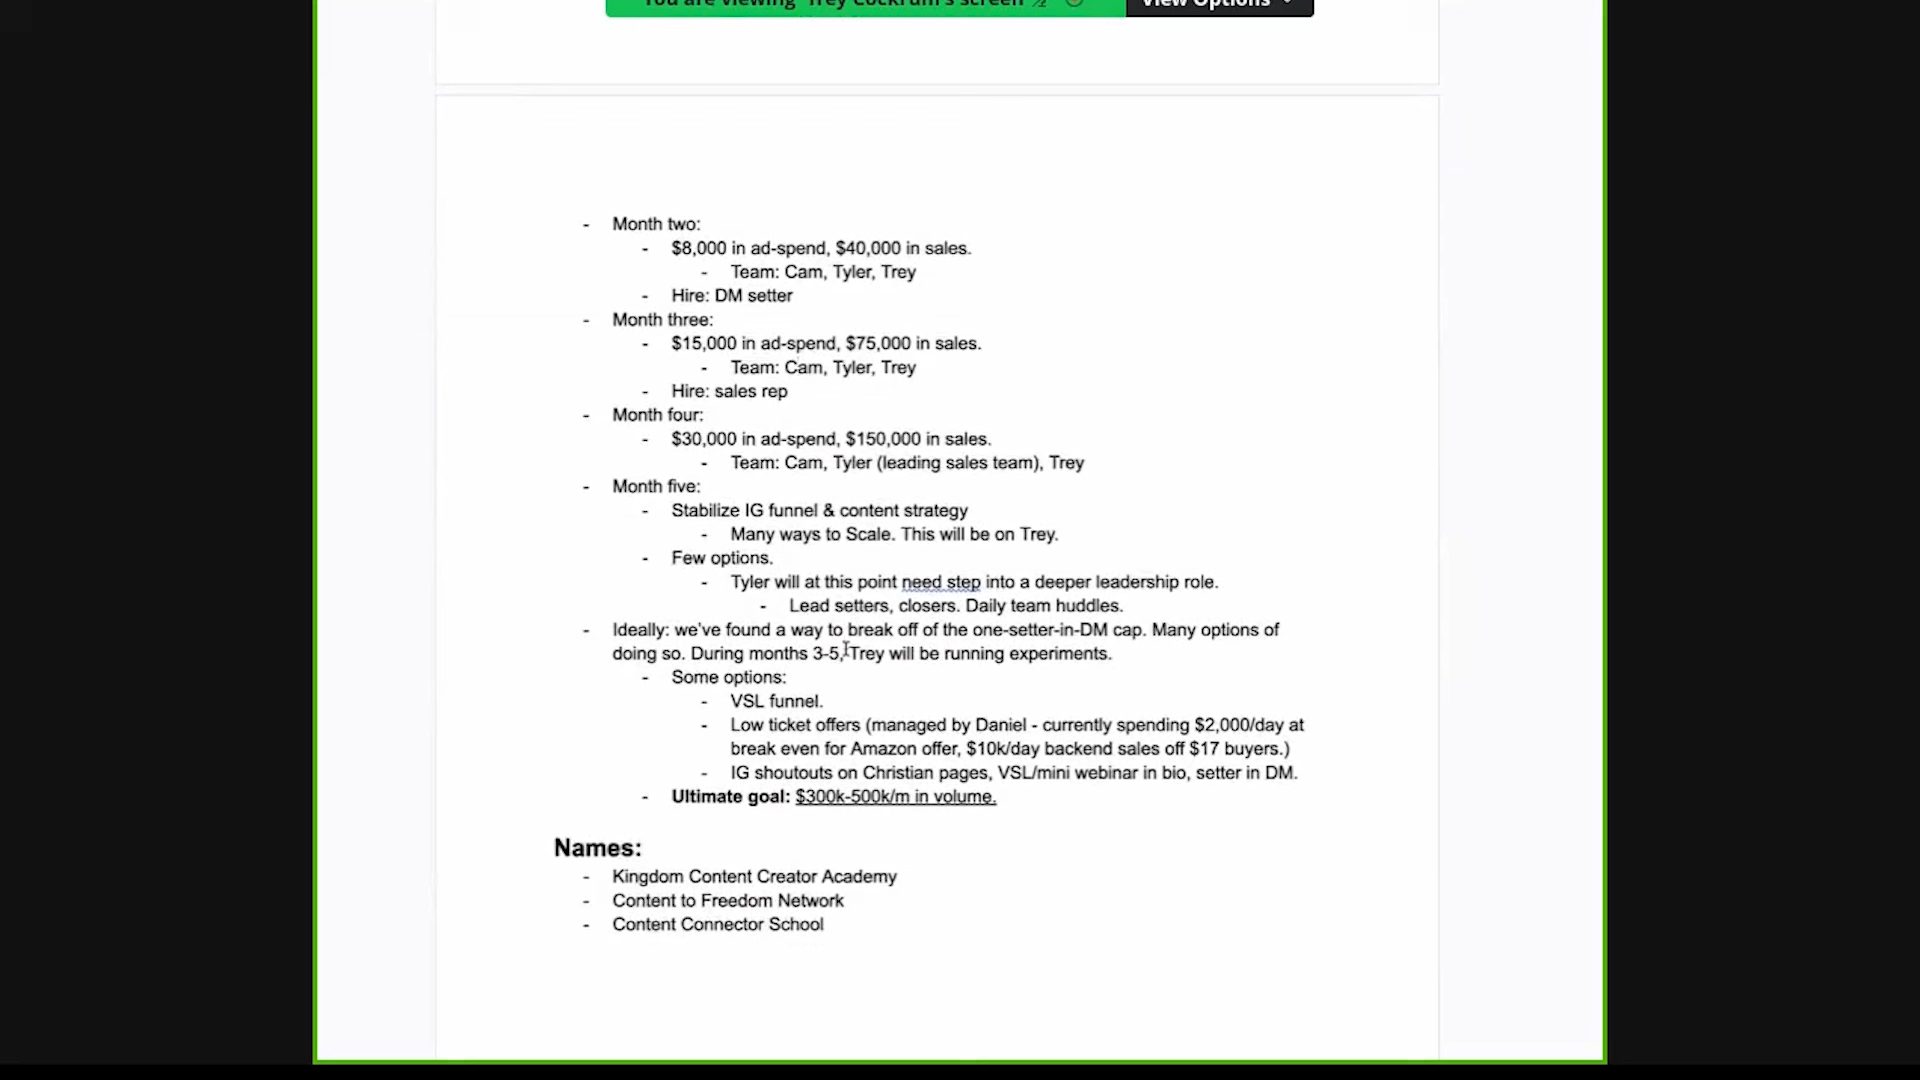 You are viewing Trey Cockrum's screen
View Options
- Month two:
- $8,000 in ad-spend, $40,000 in sales.
- Team: Cam, Tyler, Trey
- Hire: DM setter
- Month three:
- $15,000 in ad-spend, $75,000 in sales.
- Team: Cam, Tyler, Trey
- Hire: sales rep
- Month four:
- $30,000 in ad-spend, $150,000 in sales.
- Team: Cam, Tyler (leading sales team), Trey
- Month five:
- Stabilize IG funnel & content strategy
- Many ways to Scale. This will be on Trey.
- Few options.
- Tyler will at this point need step into a deeper leadership role.
- Lead setters, closers. Daily team huddles.
- Ideally: we've found a way to break off of the one-setter-in-DM cap. Many options of
doing so. During months 3-5, Trey will be running experiments.
- Some options:
- VSL funnel.
- Low ticket offers (managed by Daniel - currently spending $2,000/day at
break even for Amazon offer, $10k/day backend sales off $17 buyers.)
- IG shoutouts on Christian pages, VSL/mini webinar in bio, setter in DM.
- Ultimate goal: $300k-500k/m in volume.
Names:
- Kingdom Content Creator Academy
- Content to Freedom Network
- Content Connector School